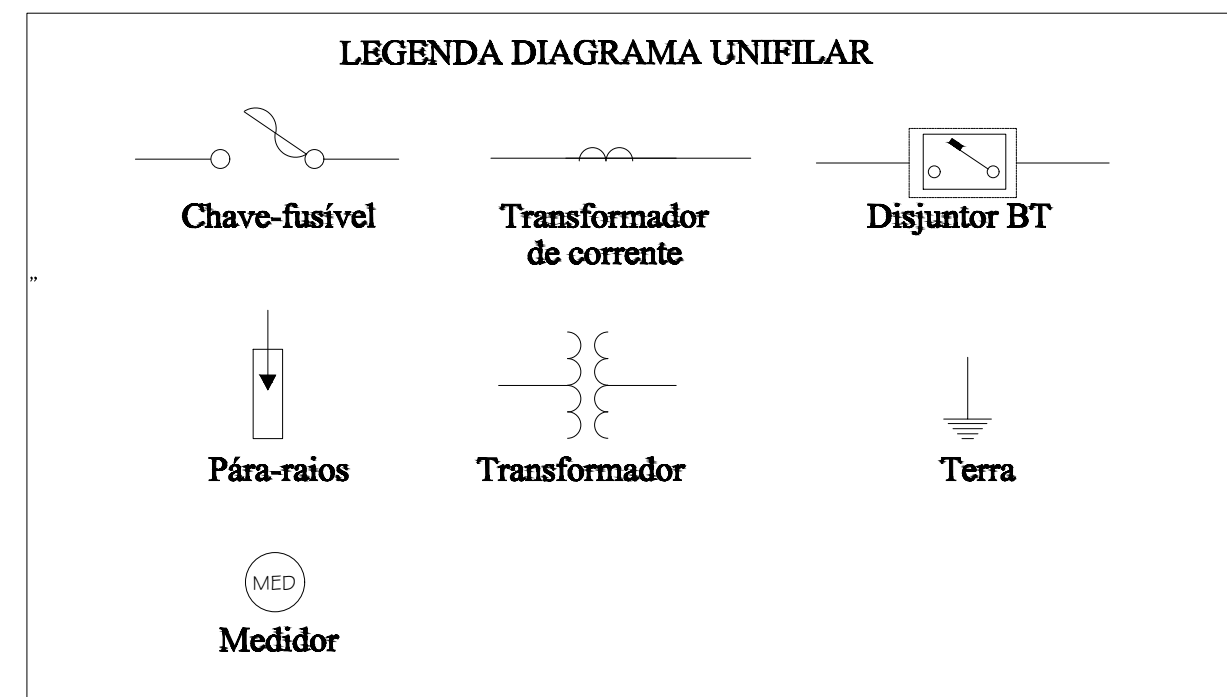 LEGENDA DIAGRAMA UNIFILAR
Chave-fusível
Transformador
de corrente
Disjuntor BT
”
Pára-raios
Transformador
Terra
MED
Medidor